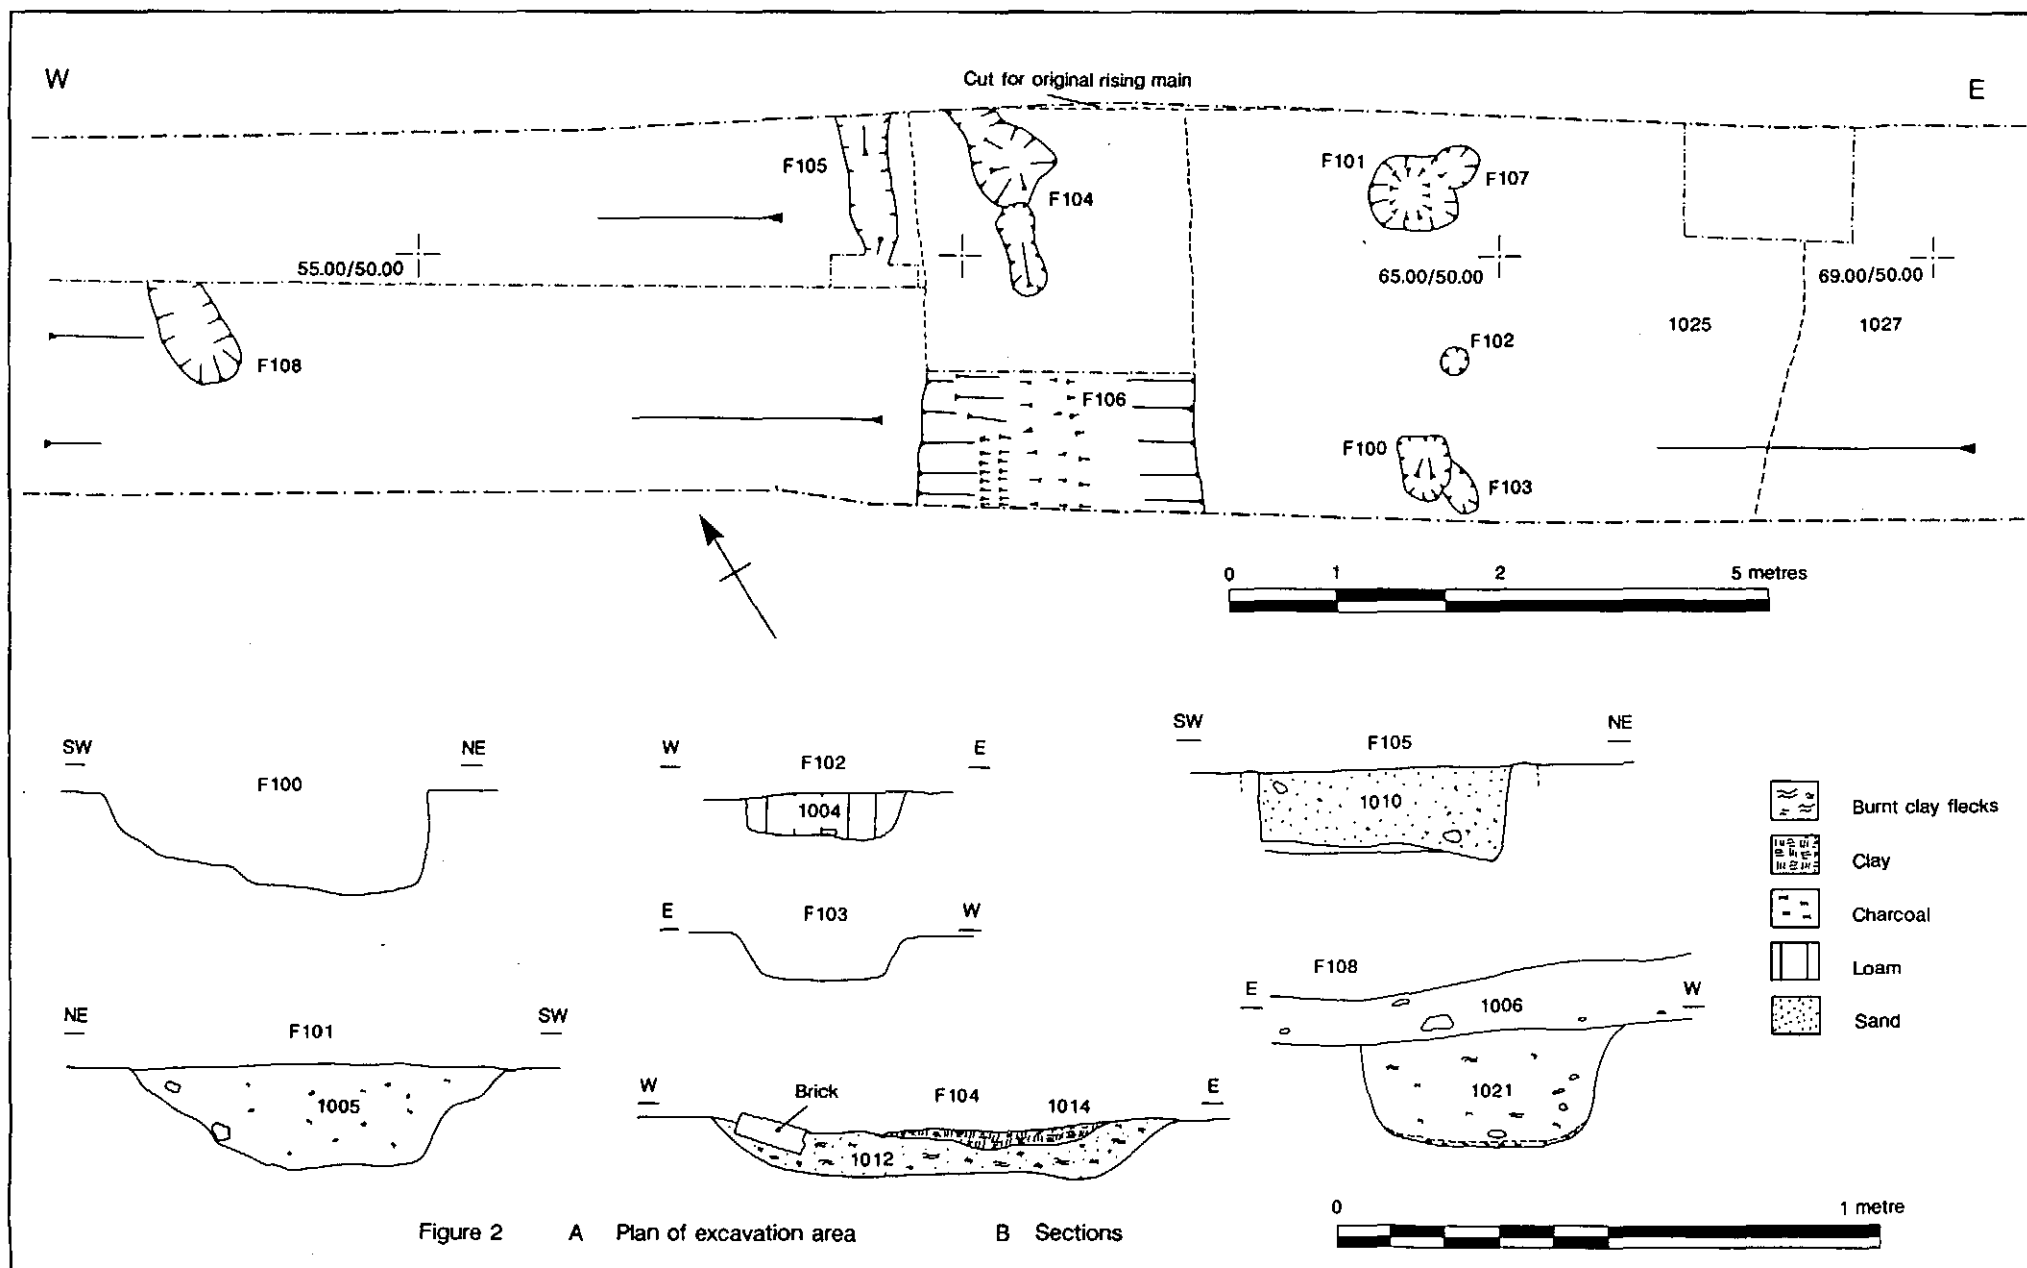 W
E
Cut for original rising main
F105
F104
F101
F107
55.00/50.00
65.00/50.00
69.00/50.00
F108
F102
1025
1027
F106
F100
F103
0 1 2 5 metres
SW NE
F100
W E
F102
1004
SW NE
F105
1010
Burnt clay flecks
Clay
Charcoal
Loam
Sand
E W
F103
F108
E W
1006
1021
NE SW
F101
1005
W E
Brick
F104
1014
1012
0 1 metre
Figure 2 A Plan of excavation area B Sections